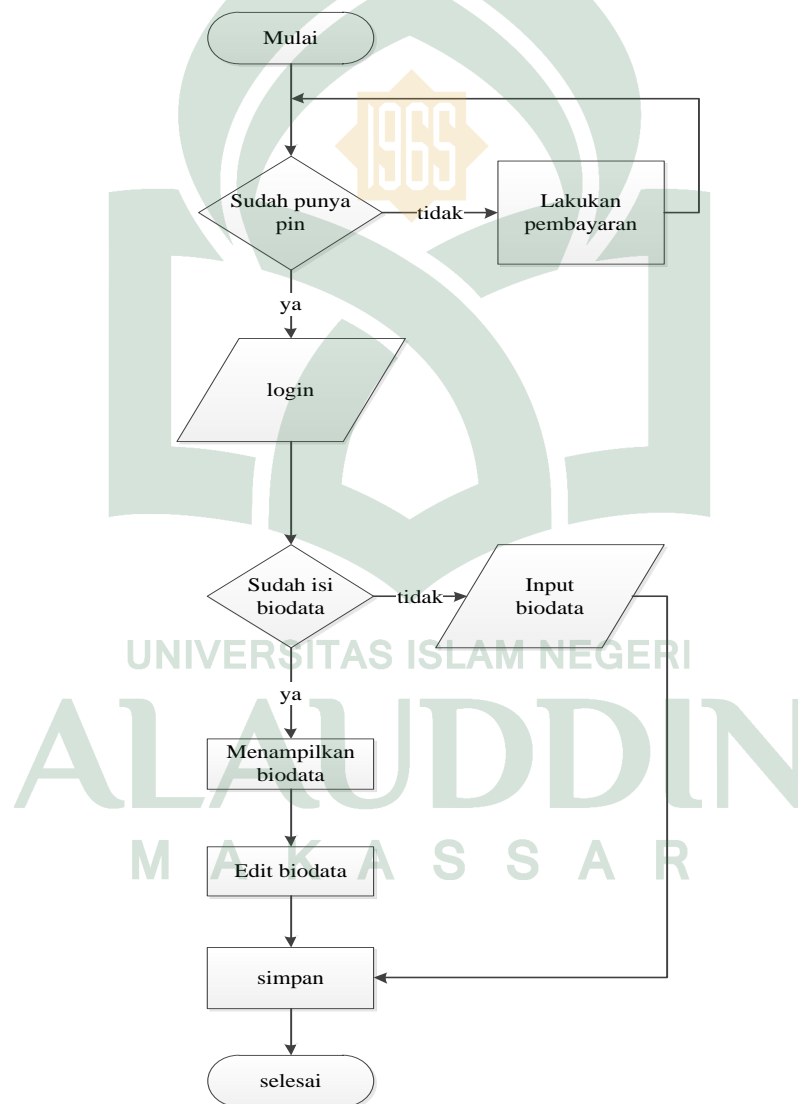 Mulai
1965
Sudah punya
pin
tidak
Lakukan
pembayaran
ya
login
Sudah isi
biodata
tidak
Input
biodata
UNIVERSITAS ISLAM NEGERI
ya
ALAUDDIN
Menampilkan
biodata
MAKASSAR
Edit biodata
simpan
selesai